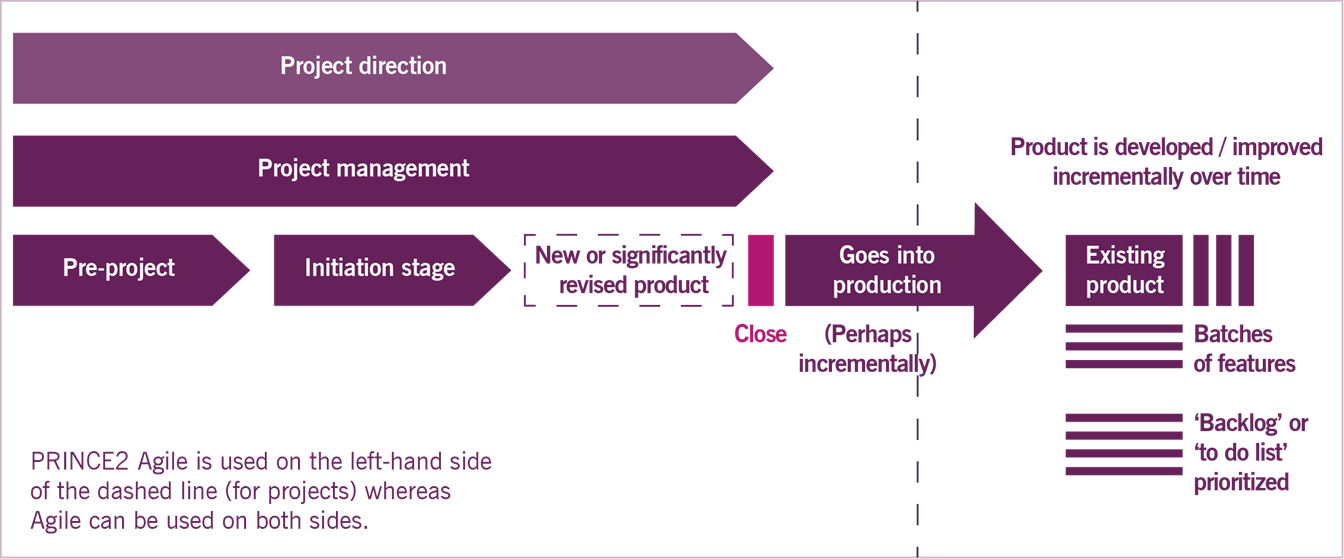 Project direction
Project management
Product is developed / improved
incrementally over time
Pre-project
Initiation stage
New or significantly
revised product
Close
Goes into
production
(Perhaps
incrementally)
Existing
product
Batches
of features
‘Backlog’ or
‘to do list’
prioritized
PRINCE2 Agile is used on the left-hand side
of the dashed line (for projects) whereas
Agile can be used on both sides.